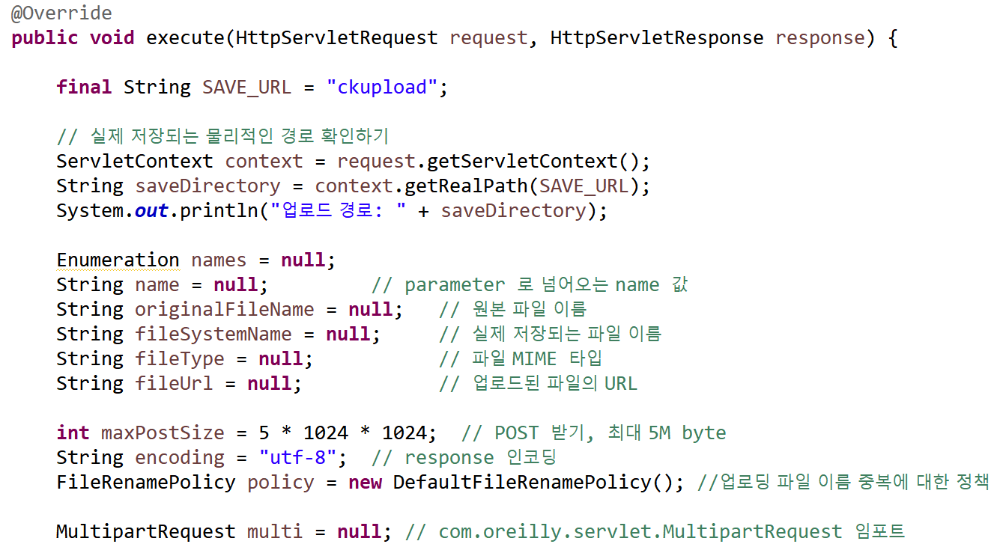 @Override
public void execute(HttpServletRequest request, HttpServletResponse response) {
final String SAVE_URL = "ckupload";
// 실제 저장되는 물리적인 경로 확인하기
ServletContext context = request.getServletContext();
String saveDirectory = context.getRealPath(SAVE_URL);
System.out.println("업로드 경로: " + saveDirectory);
Enumeration names = null;
String name = null; // parameter 로 넘어오는 name 값
String originalFileName = null; // 원본 파일 이름
String fileSystemName = null; // 실제 저장되는 파일 이름
String fileType = null; // 파일 MIME 타입
String fileUrl = null; // 업로드된 파일의 URL
int maxPostSize = 5 * 1024 * 1024; // POST 받기, 최대 5M byte
String encoding = "utf-8"; // response 인코딩
FileRenamePolicy policy = new DefaultFileRenamePolicy(); //업로딩 파일 이름 중복에 대한 정책
MultipartRequest multi = null; // com.oreilly.servlet.MultipartRequest 임포트